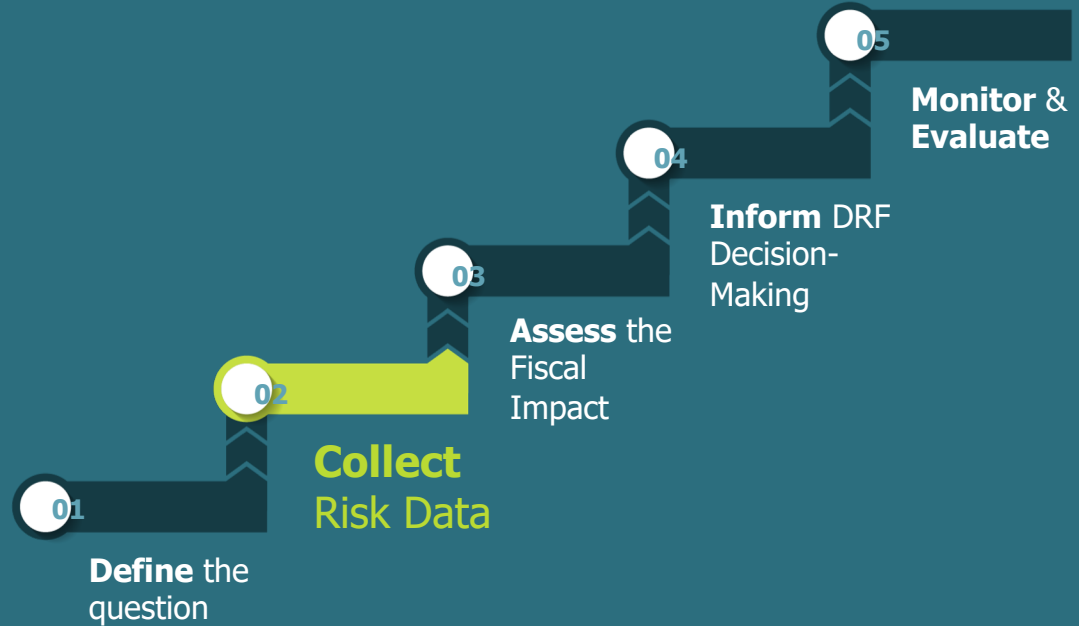 01
Define the
question
02
Collect
Risk Data
03
Assess the
Fiscal
Impact
04
Inform DRF
Decision-
Making
05
Monitor &
Evaluate